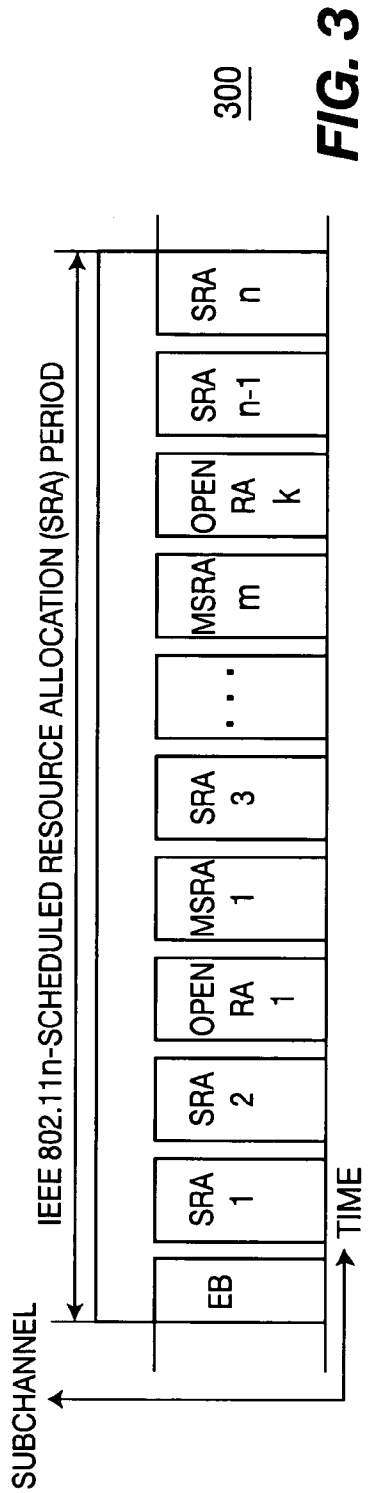 SUBCHANNEL
IEEE 802.11n-SCHEDULED RESOURCE ALLOCATION (SRA) PERIOD
EB
SRA
1
SRA
2
OPEN
RA
1
MSRA
1
SRA
3
. . .
MSRA
m
OPEN
RA
k
SRA
n-1
SRA
n
TIME
300
FIG. 3